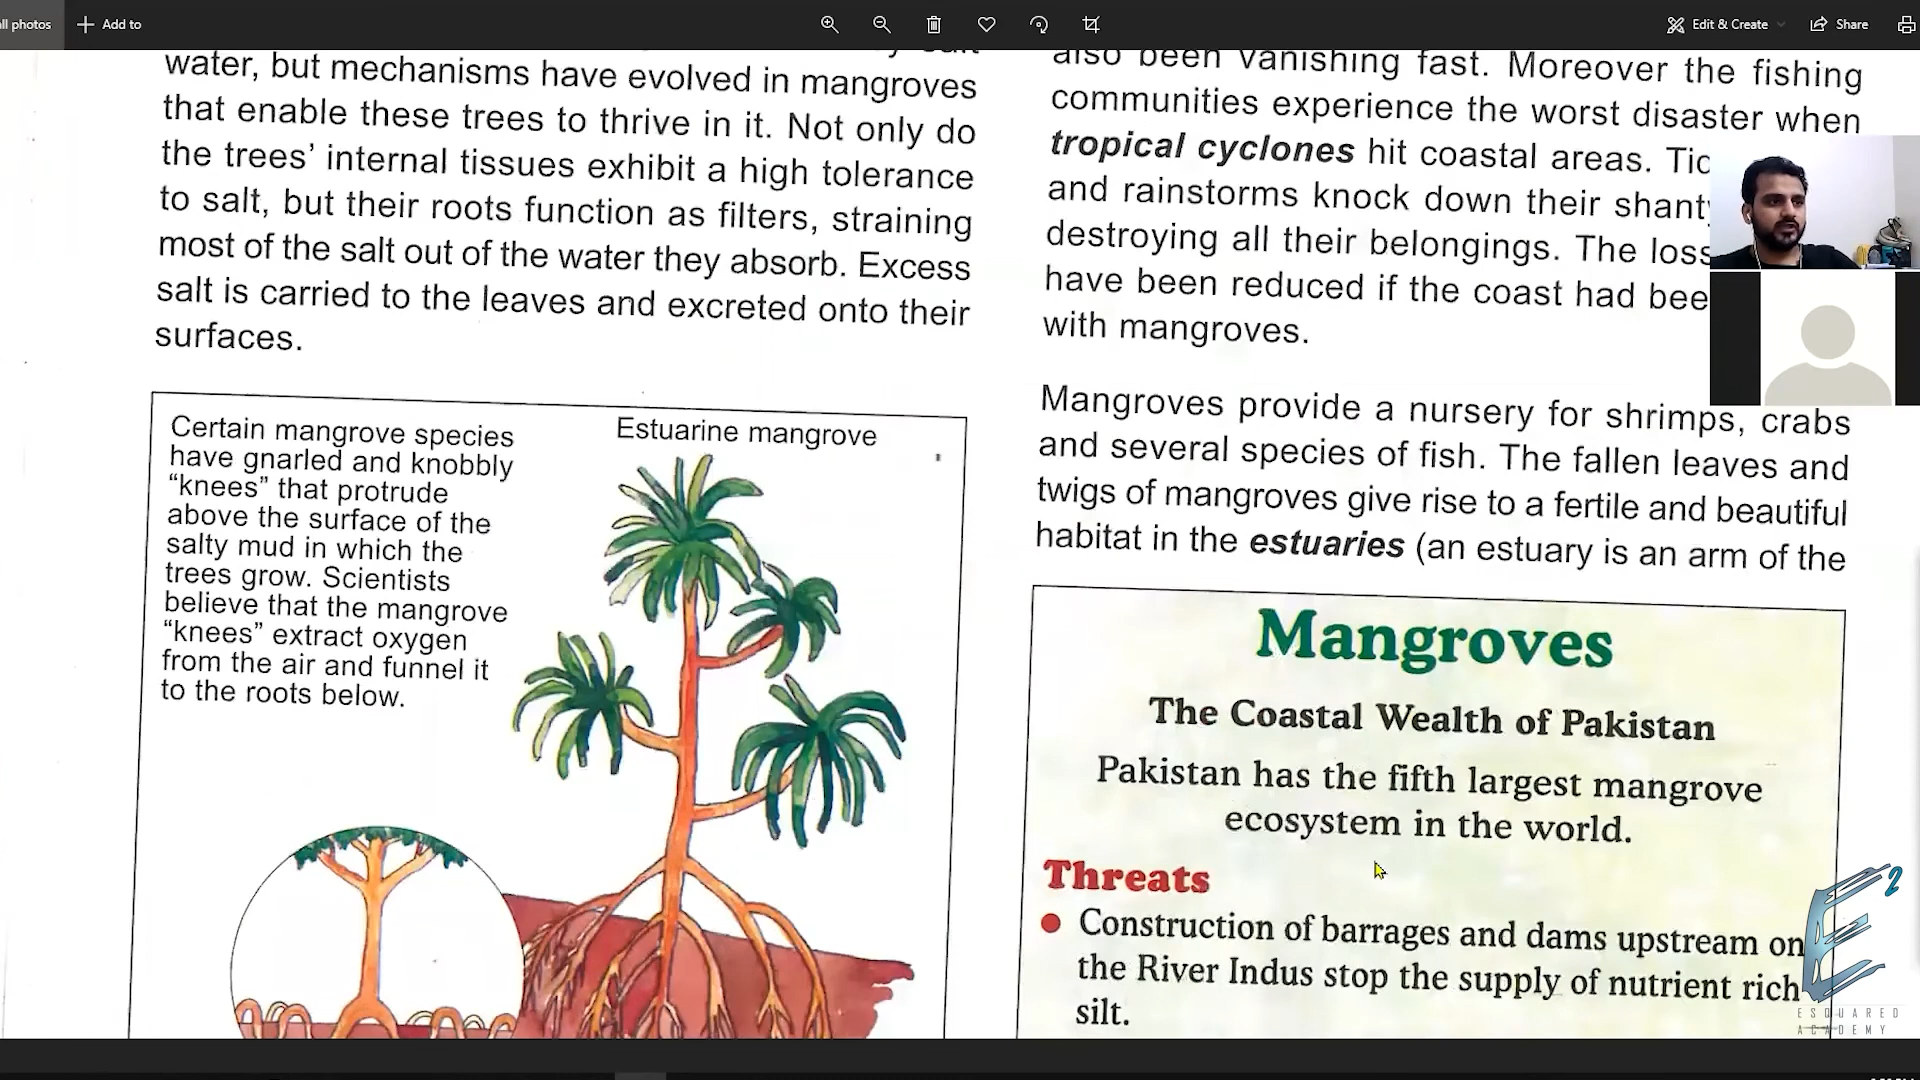 ll photos
Add to
Edit & Create
Share
water, but mechanisms have evolved in mangroves
that enable these trees to thrive in it. Not only do
the trees' internal tissues exhibit a high tolerance
to salt, but their roots function as filters, straining
most of the salt out of the water they absorb. Excess
salt is carried to the leaves and excreted onto their
surfaces.
Certain mangrove species
have gnarled and knobbly
“knees” that protrude
above the surface of the
salty mud in which the
trees grow. Scientists
believe that the mangrove
“knees” extract oxygen
from the air and funnel it
to the roots below.
Estuarine mangrove
also been vanishing fast. Moreover the fishing
communities experience the worst disaster when
tropical cyclones hit coastal areas.
and rainstorms knock down their
destroying all their belongings. The
have been reduced if the coast had
with mangroves.
Mangroves provide a nursery for shrimps, crabs
and several species of fish. The fallen leaves and
twigs of mangroves give rise to a fertile and beautiful
habitat in the estuaries (an estuary is an arm of the
Mangroves
The Coastal Wealth of Pakistan
Pakistan has the fifth largest mangrove
ecosystem in the world.
Threats
● Construction of barrages and dams upstream on
the River Indus stop the supply of nutrient rich
silt.
E2
ESQUARED
ACADEMY